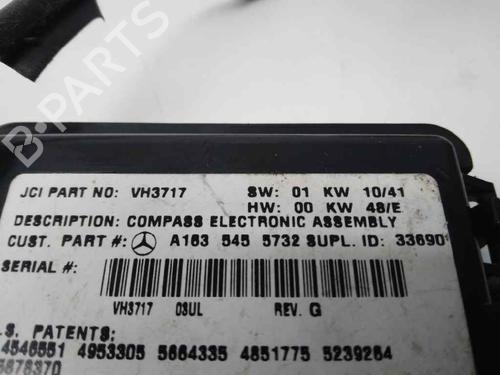 JCI PART NO: VH3717 SW: 01 KW 10/41
HW: 00 KW 48/E
DESCRIPTION: COMPASS ELECTRONIC ASSEMBLY
CUST. PART #: A163 545 5732 SUPL. ID: 33690
SERIAL #:
VH3717 03UL REV. G
.S. PATENTS:
4546551 4953305 5664335 4851775 5239264
5878370
B-PARTS